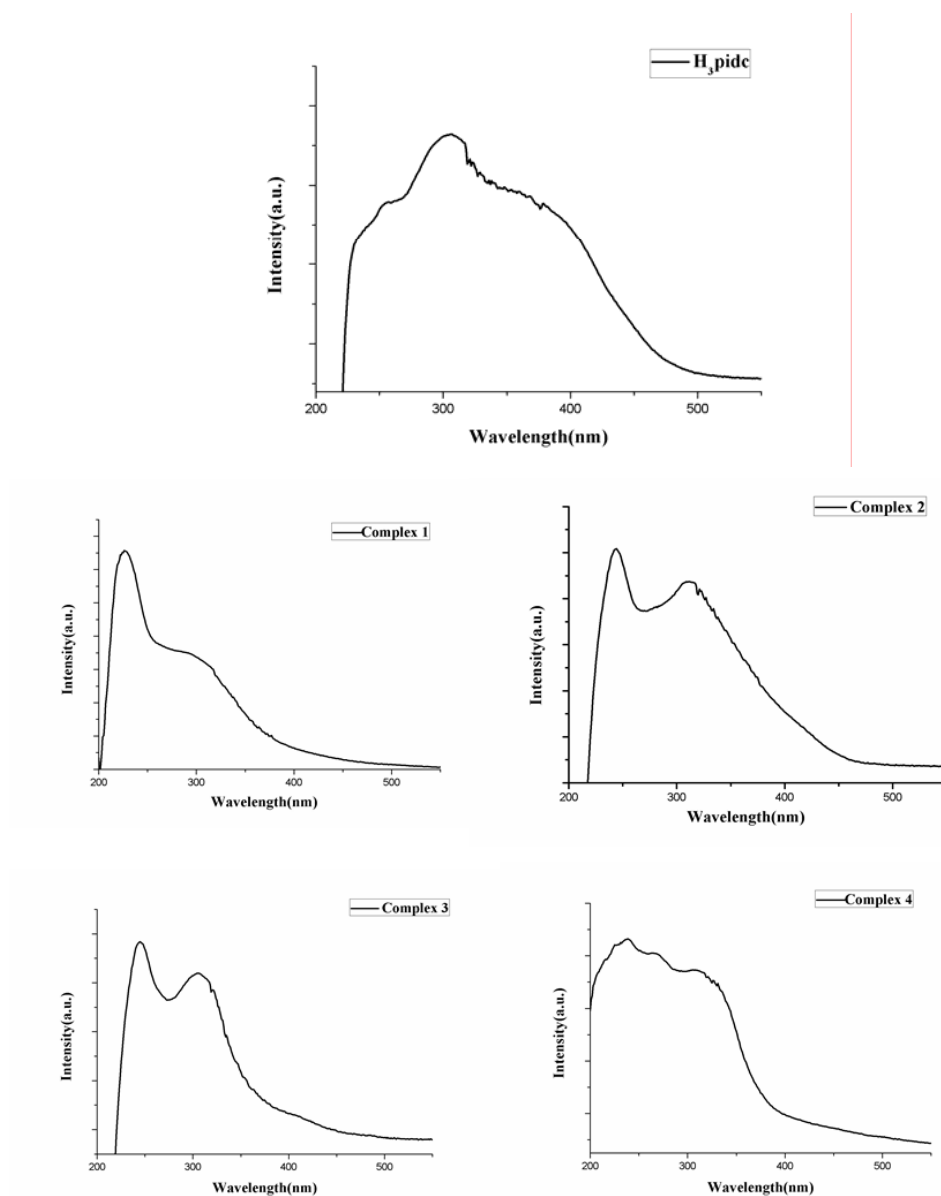 H₃pidc
Intensity(a.u.)
200 300 400 500
Wavelength(nm)
Complex 1
Intensity(a.u.)
200 300 400 500
Wavelength(nm)
Complex 2
Intensity(a.u.)
200 300 400 500
Wavelength(nm)
Complex 3
Intensity(a.u.)
200 300 400 500
Wavelength(nm)
Complex 4
Intensity(a.u.)
200 300 400 500
Wavelength(nm)